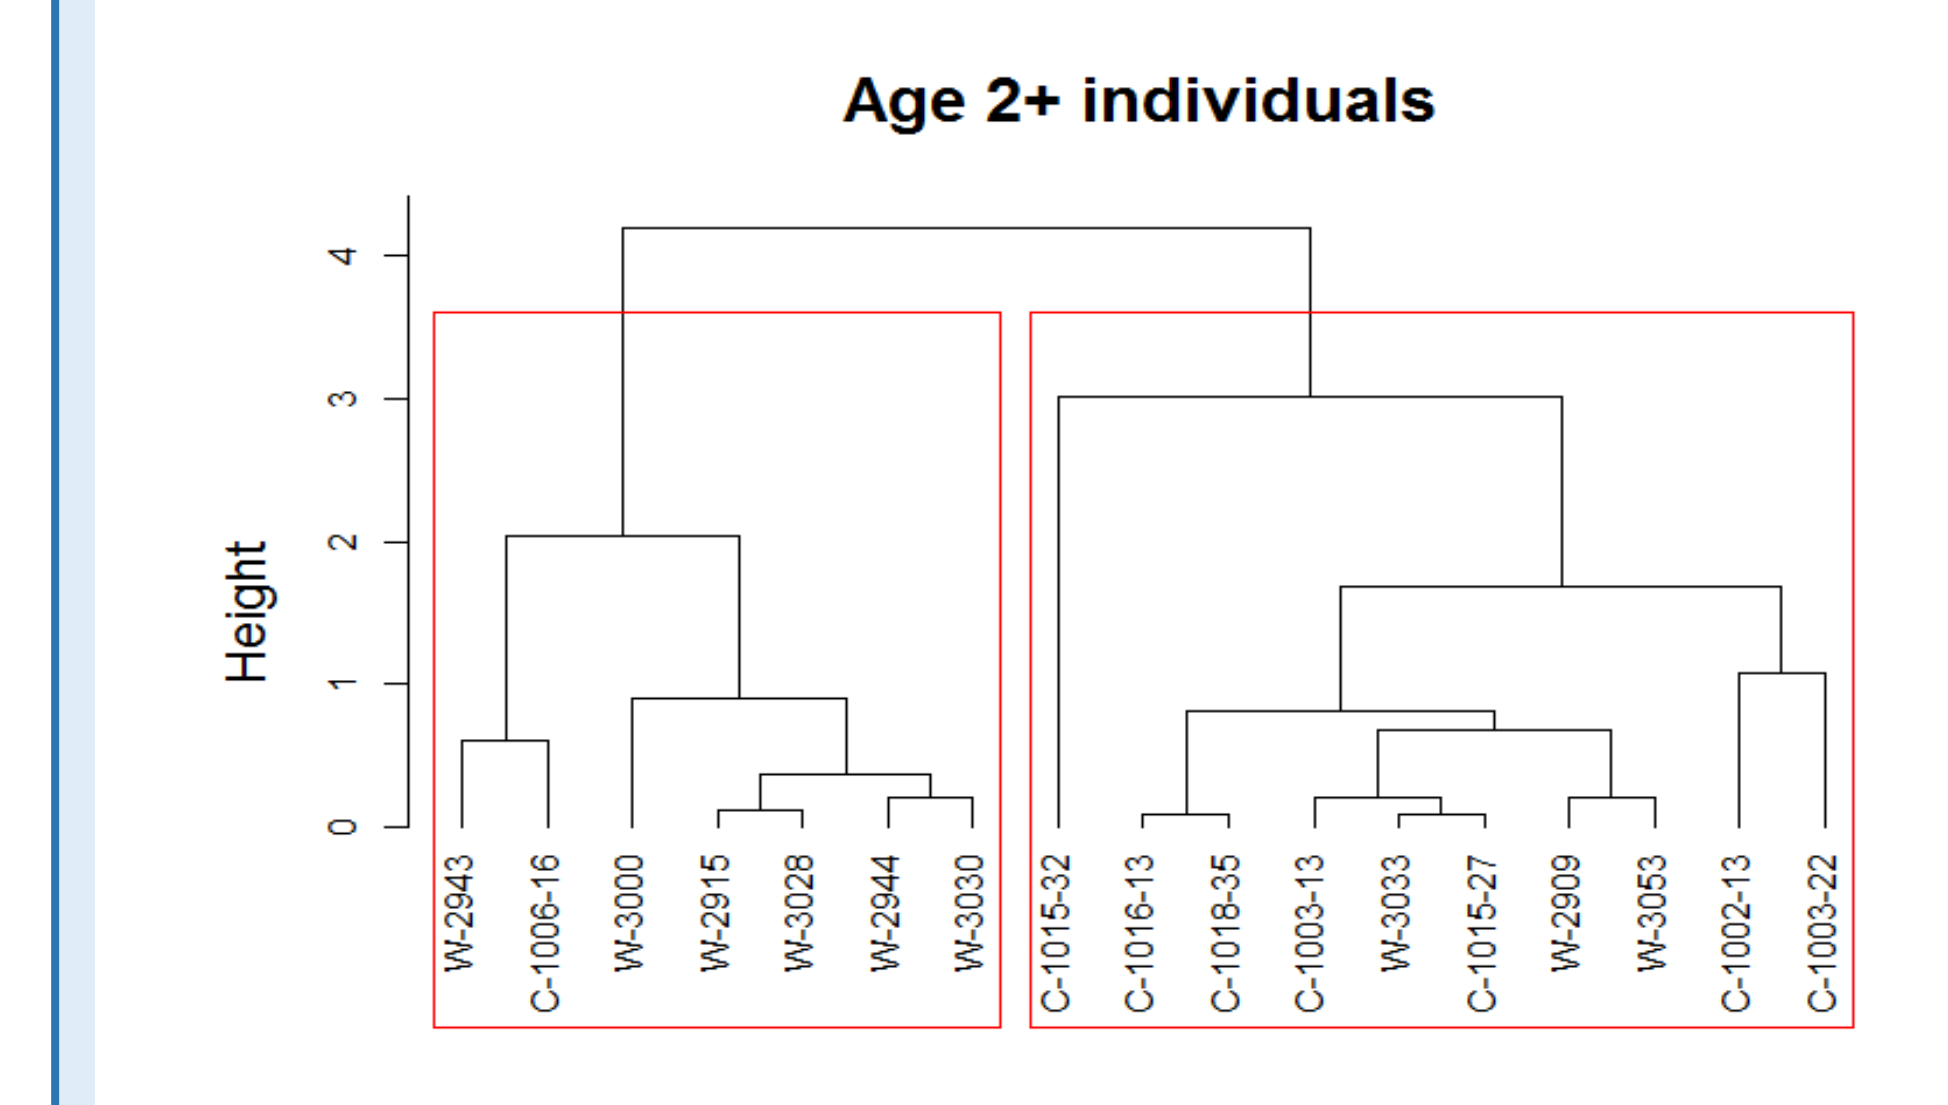 Age 2+ individuals
Height
4
3
2
1
0
W-2943
C-1006-16
W-3000
W-2915
W-3028
W-2944
W-3030
C-1015-32
C-1016-13
C-1018-35
C-1003-13
W-3033
C-1015-27
W-2909
W-3053
C-1002-13
C-1003-22